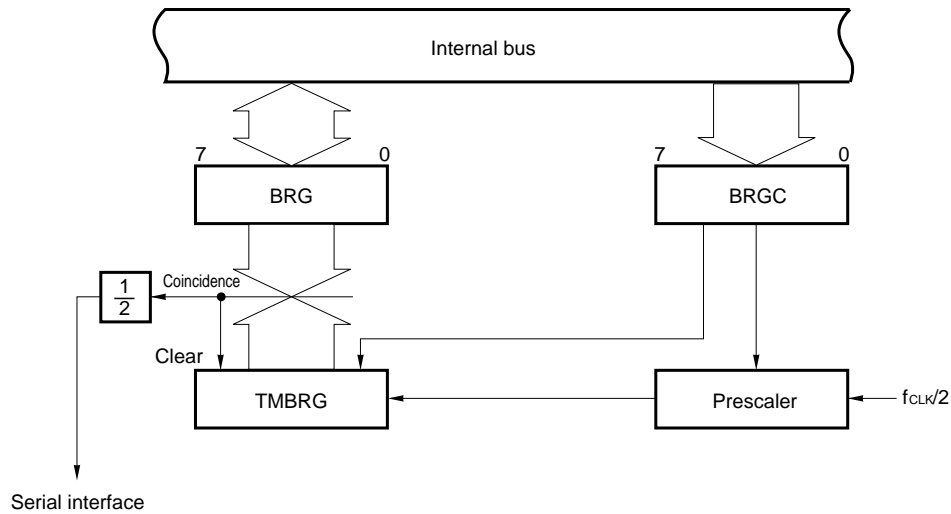 Internal bus
7 0
7 0
BRG
BRGC
Coincidence
1
2
Clear
TMBRG
Prescaler
fCLK/2
Serial interface